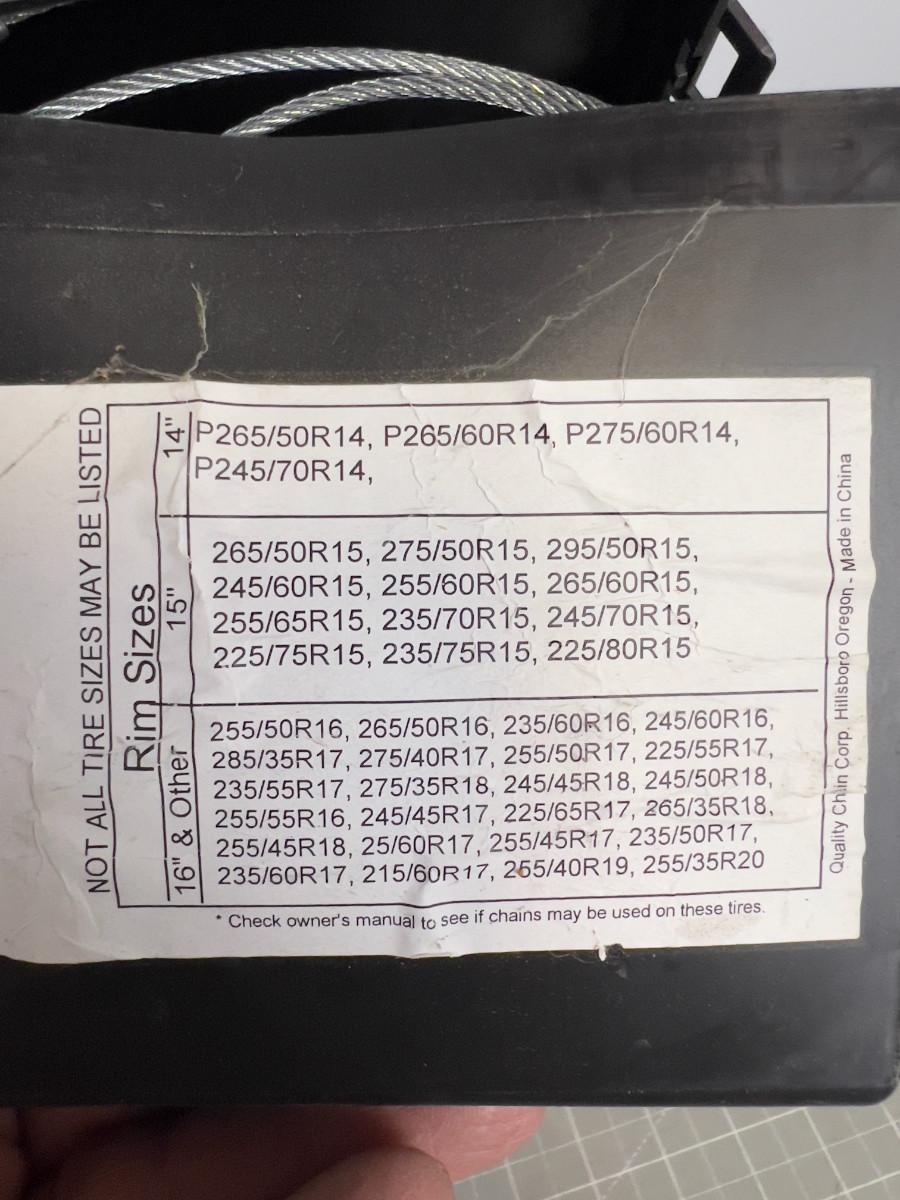 NOT ALL TIRE SIZES MAY BE LISTED
Rim Sizes
14"
P265/50R14, P265/60R14, P275/60R14,
P245/70R14,
15"
265/50R15, 275/50R15, 295/50R15,
245/60R15, 255/60R15, 265/60R15,
255/65R15, 235/70R15, 245/70R15,
225/75R15, 235/75R15, 225/80R15
16" & Other
255/50R16, 265/50R16, 235/60R16, 245/60R16,
285/35R17, 275/40R17, 255/50R17, 225/55R17,
235/55R17, 275/35R18, 245/45R18, 245/50R18,
255/55R16, 245/45R17, 225/65R17, 265/35R18,
255/45R18, 25/60R17, 255/45R17, 235/50R17,
235/60R17, 215/60R17, 255/40R19, 255/35R20
* Check owner's manual to see if chains may be used on these tires.
Quality Chain Corp. Hillsboro Oregon - Made in China